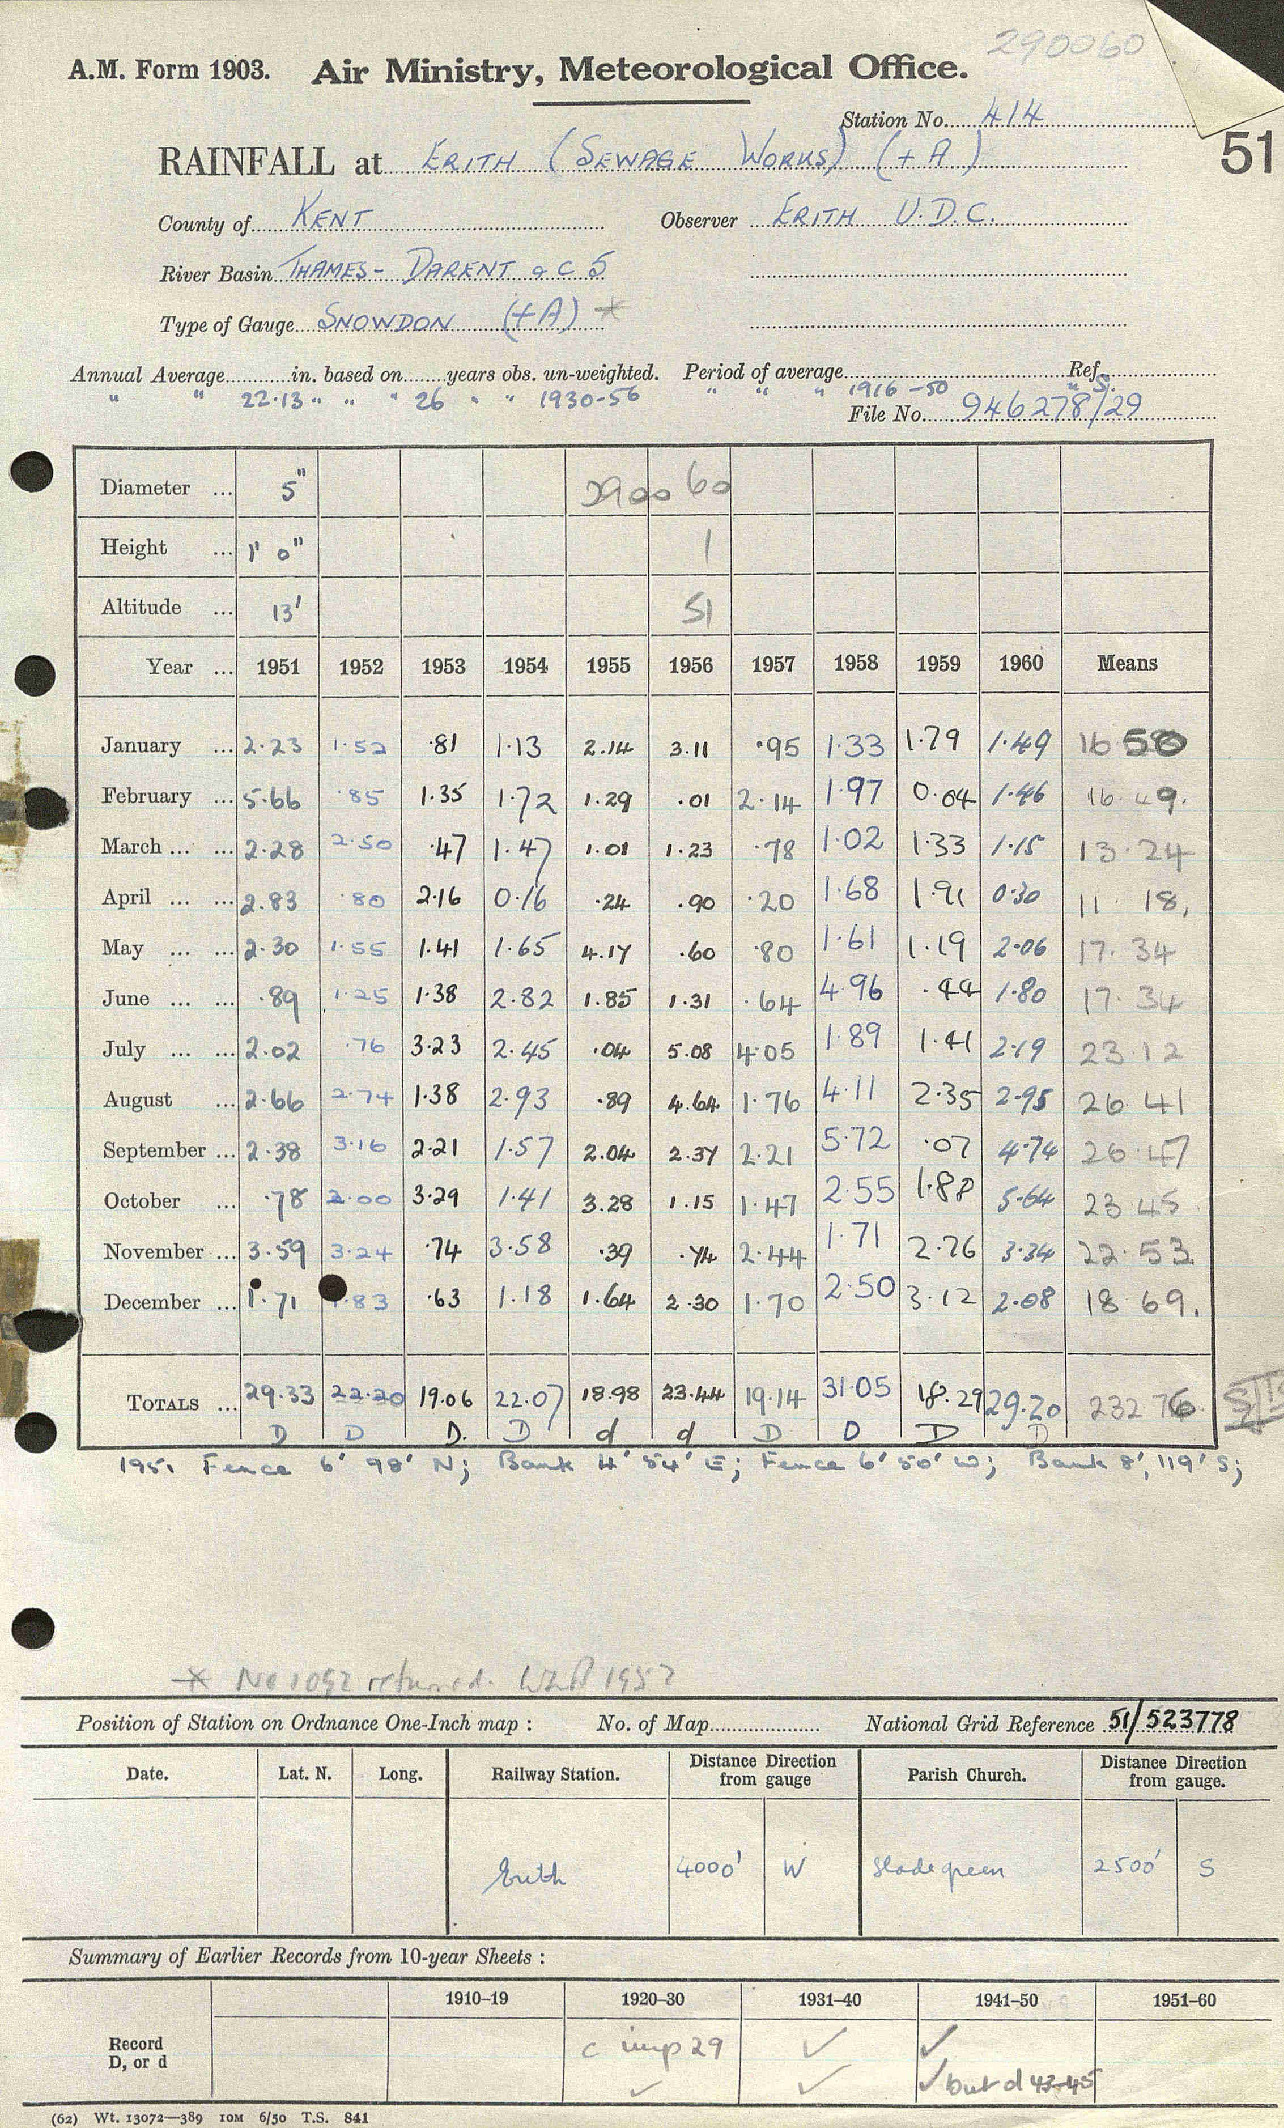 290060
A.M. Form 1903. Air Ministry, Meteorological Office.
Station No. 414
51
RAINFALL at ERITH (SEWAGE WORKS) (+A)
County of KENT Observer ERITH U.D.C.
River Basin THAMES - DARENT & C 5
Type of Gauge SNOWDON (+A) *
Annual Average in. based on years obs. un-weighted. Period of average Ref.
" " 22.13 " " " 26 " " 1930-56 " " " 1916-50 " S.
File No. 946278/29
Diameter ... 5" 2900 60
Height ... 1' 0" 1
Altitude ... 13' 51
Year ... 1951 1952 1953 1954 1955 1956 1957 1958 1959 1960 Means
January ... 2.23 1.52 .81 1.13 2.14 3.11 .95 1.33 1.79 1.49 16 50
February ... 5.66 .85 1.35 1.72 1.29 .01 2.14 1.97 0.04 1.46 16.49.
March ... ... 2.28 2.50 .47 1.47 1.01 1.23 .78 1.02 1.33 1.15 13.24
April ... ... 2.83 .80 2.16 0.16 .24 .90 .20 1.68 1.91 0.30 11 18.
May ... ... 2.30 1.55 1.41 1.65 4.17 .60 .80 1.61 1.19 2.06 17.34
June ... ... .89 1.25 1.38 2.82 1.85 1.31 .64 4.96 .44 1.80 17.34
July ... ... 2.02 .76 3.23 2.45 .04 5.08 4.05 1.89 1.41 2.19 23 12
August ... 2.66 2.74 1.38 2.93 .89 4.64 1.76 4.11 2.35 2.95 26 41
September ... 2.38 3.16 2.21 1.57 2.04 2.37 2.21 5.72 .07 4.74 26.47
October ... .78 2.00 3.29 1.41 3.28 1.15 1.47 2.55 1.88 5.64 23 45
November ... 3.59 3.24 .74 3.58 .39 .74 2.44 1.71 2.76 3.34 22.53
December ... 1.71 1.83 .63 1.18 1.64 2.30 1.70 2.50 3.12 2.08 18 69.
TOTALS ... 29.33 22.20 19.06 22.07 18.98 23.44 19.14 31.05 18.29 29.20 232 76
D D D. D d d D D D D
1951 Fence 6' 98' N; Bank 4' 54' E; Fence 6' 50' W; Bank 8', 119' S;
* No 1092 returned. 1957
Position of Station on Ordnance One-Inch map : No. of Map National Grid Reference 51/523778
Date. Lat. N. Long. Railway Station. Distance Direction from gauge Parish Church. Distance Direction from gauge.
Erith 4000' W Slade green 2500' S
Summary of Earlier Records from 10-year Sheets :
1910–19 1920–30 1931–40 1941–50 1951–60
Record D, or d c imp 29 ✓ ✓
✓ ✓ ✓ but d 43-45
(62) Wt. 13072—389 10M 6/50 T.S. 841